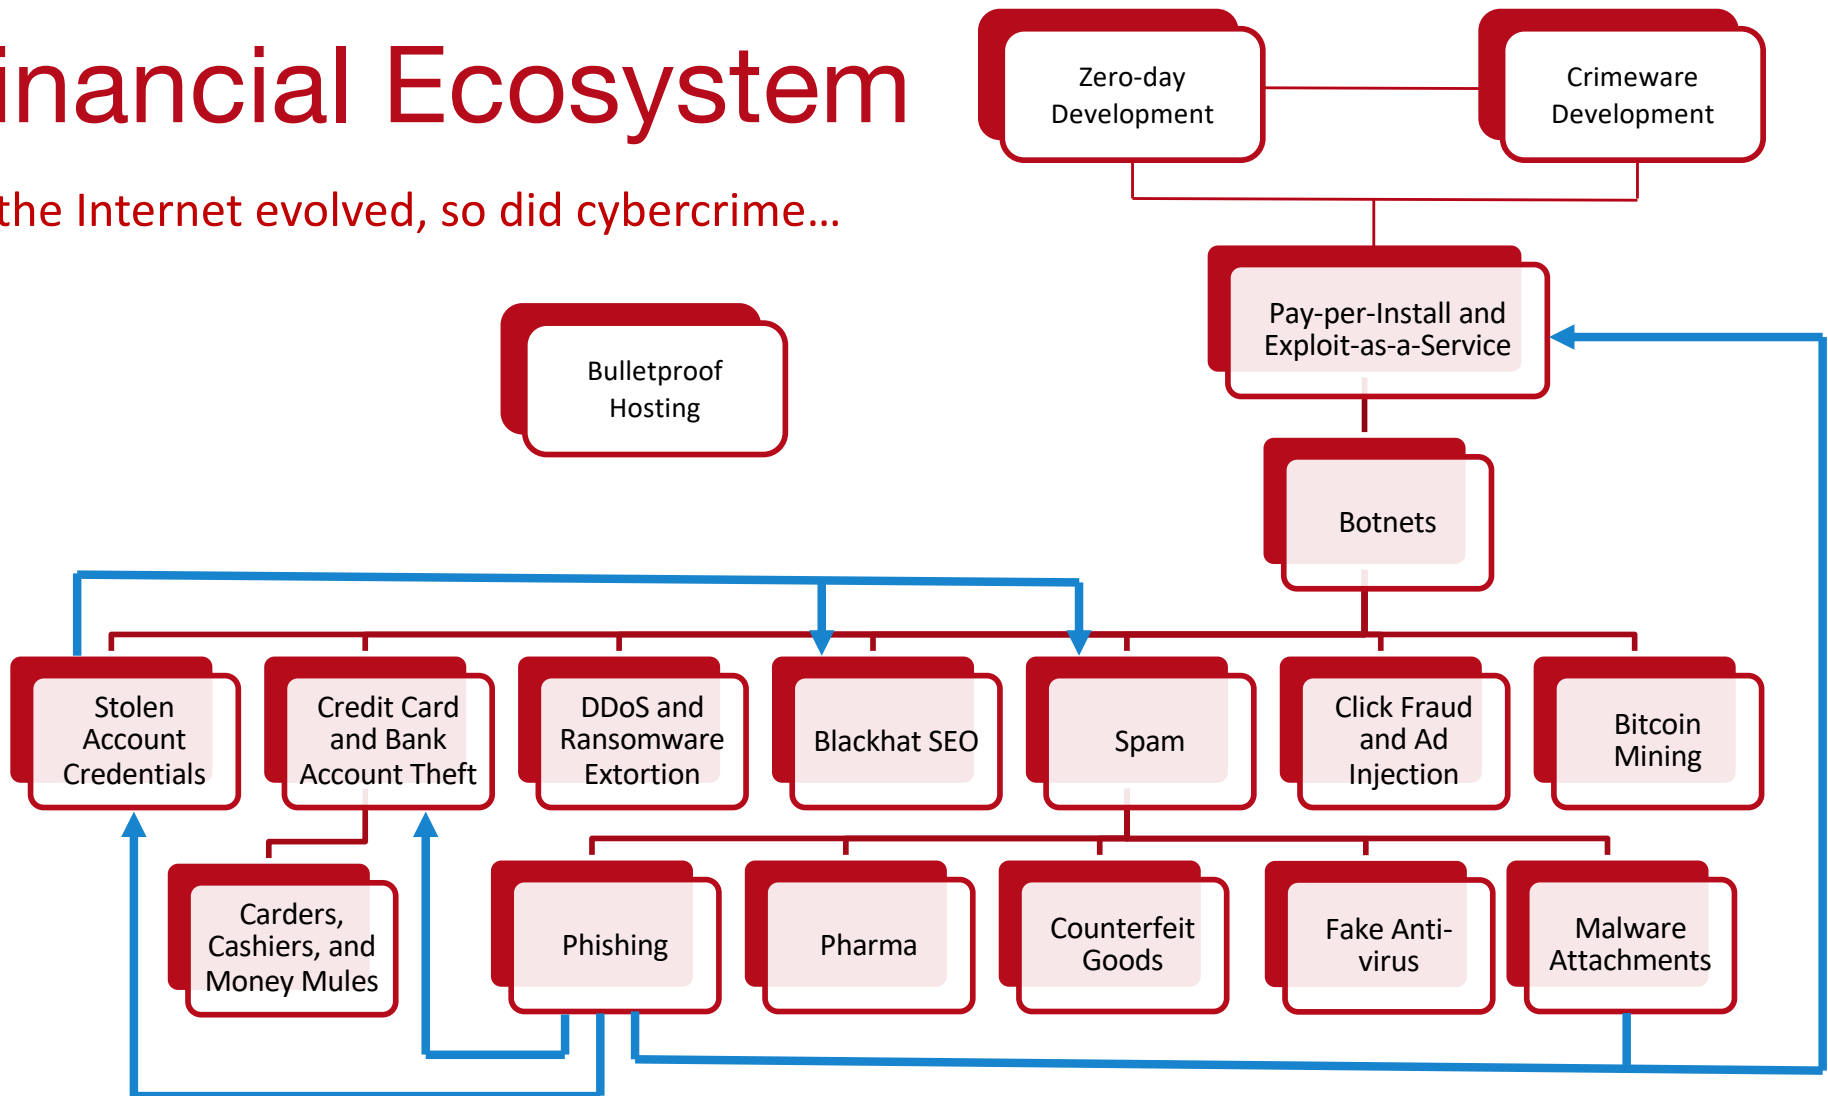 inancial Ecosystem
the Internet evolved, so did cybercrime…
Zero-day
Development
Crimeware
Development
Pay-per-Install and
Exploit-as-a-Service
Bulletproof
Hosting
Botnets
Stolen
Account
Credentials
Credit Card
and Bank
Account Theft
DDoS and
Ransomware
Extortion
Blackhat SEO
Spam
Click Fraud
and Ad
Injection
Bitcoin
Mining
Carders,
Cashiers, and
Money Mules
Phishing
Pharma
Counterfeit
Goods
Fake Anti-
virus
Malware
Attachments